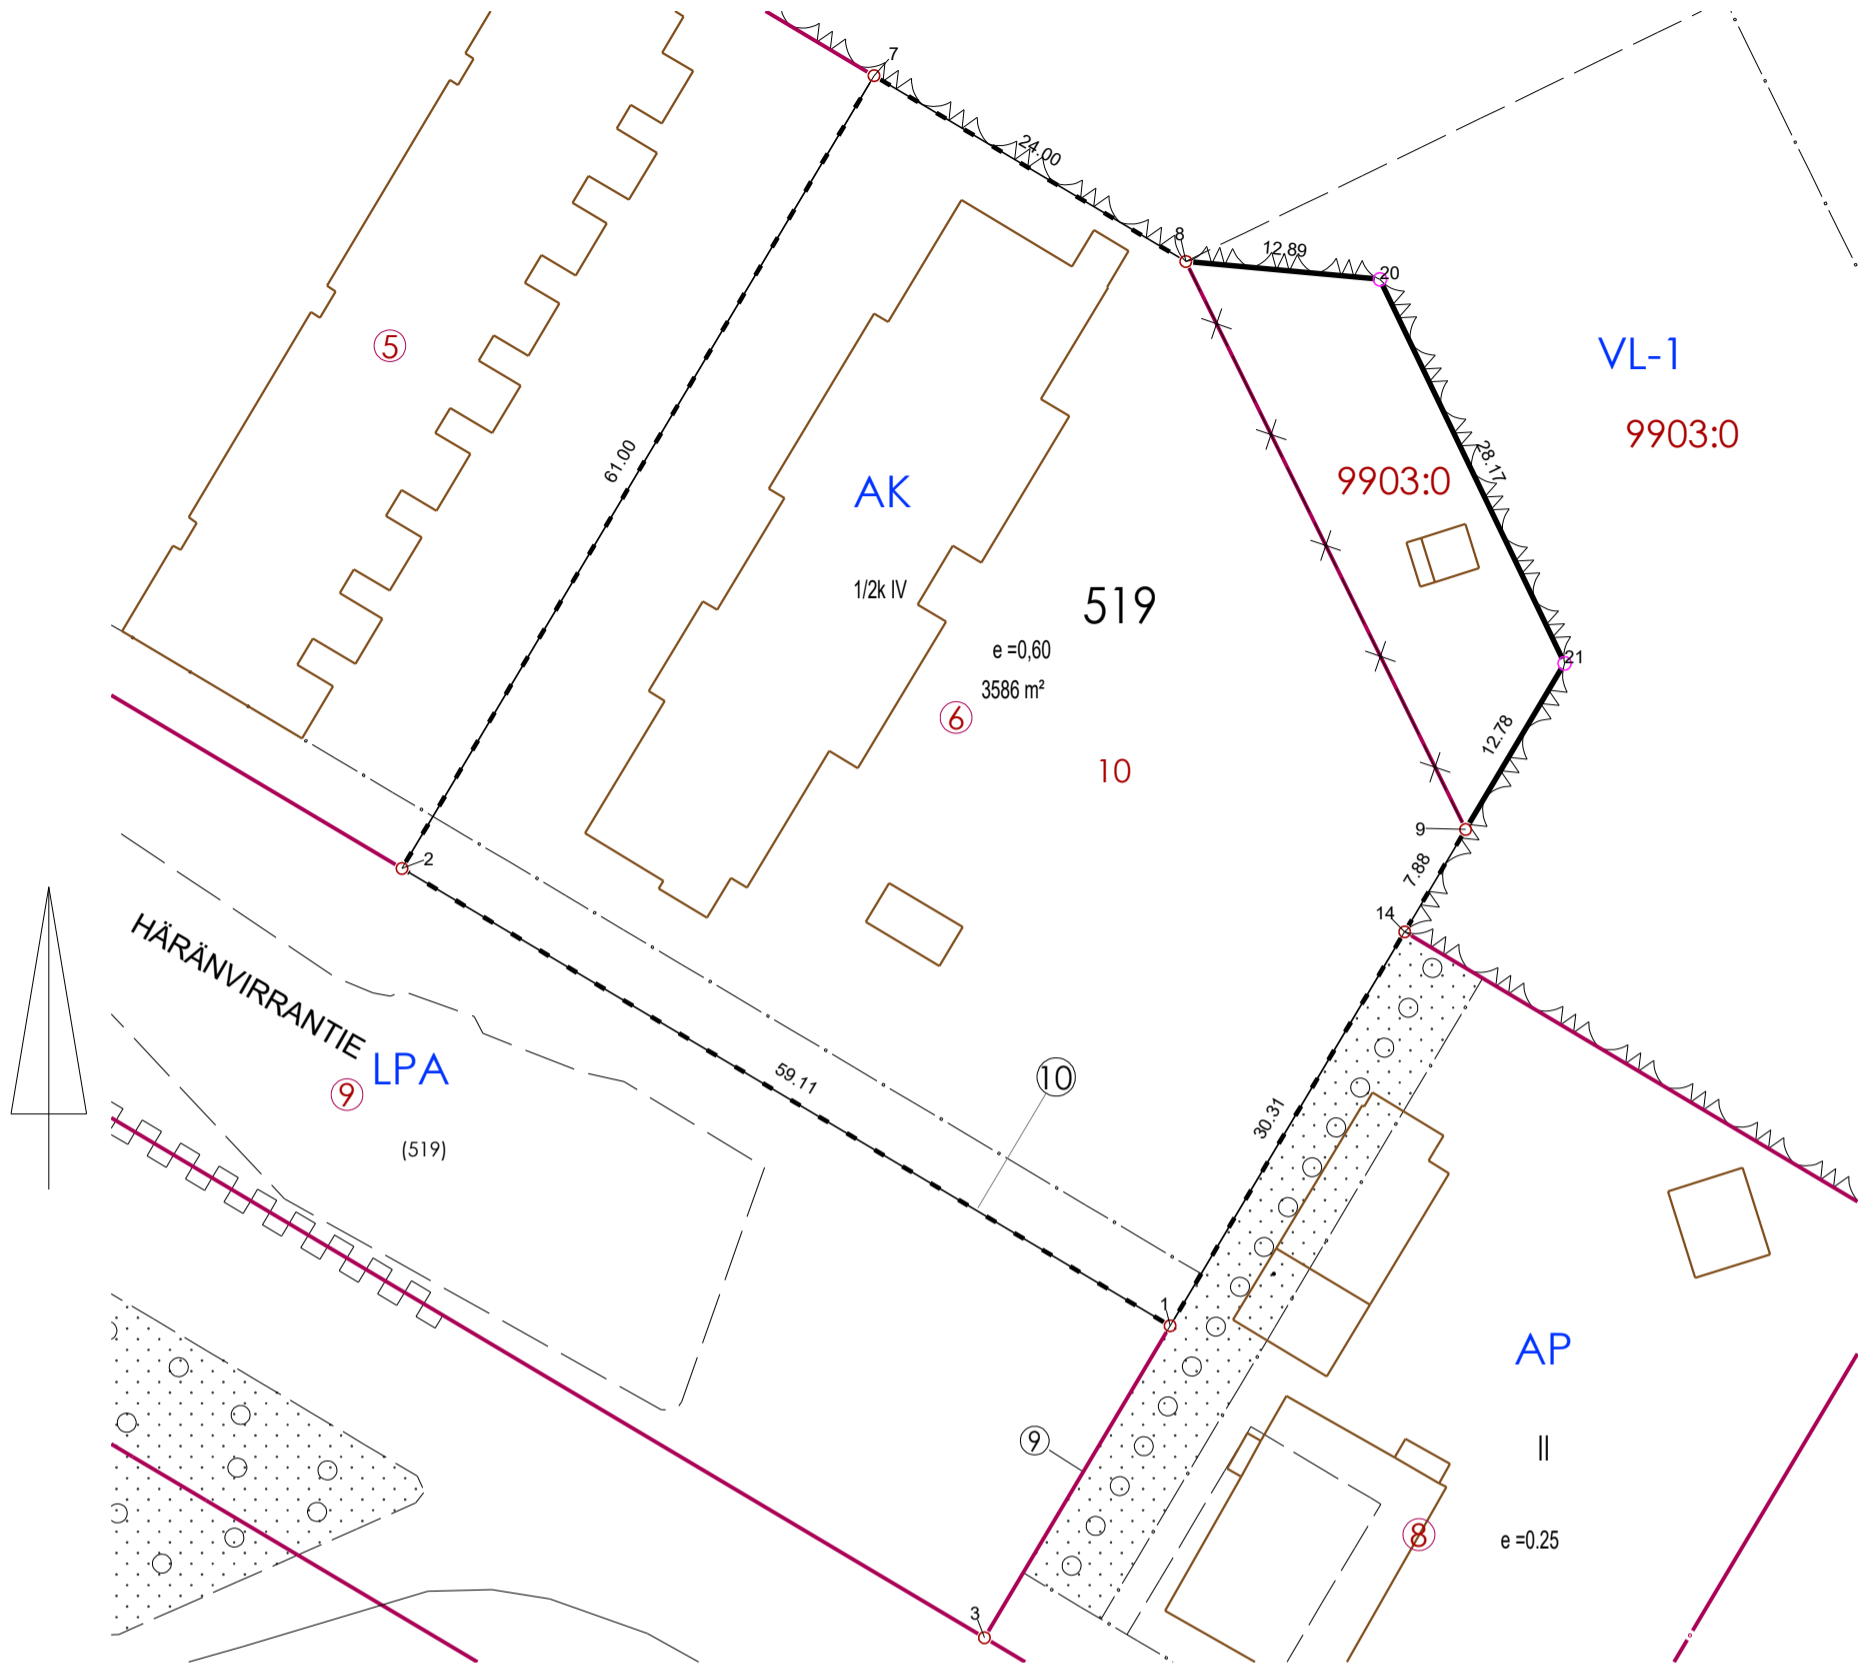 7
24.00
8
12.89
20
5
VL-1
9903:0
61.00
28.17
9903:0
AK
1/2k IV
519
e =0,60
3586 m²
6
10
21
12.78
9
7.88
2
14
HÄRÄNVIRRANTIE
LPA
9
59.11
10
30.31
(519)
1
AP
9
II
8
e =0.25
3